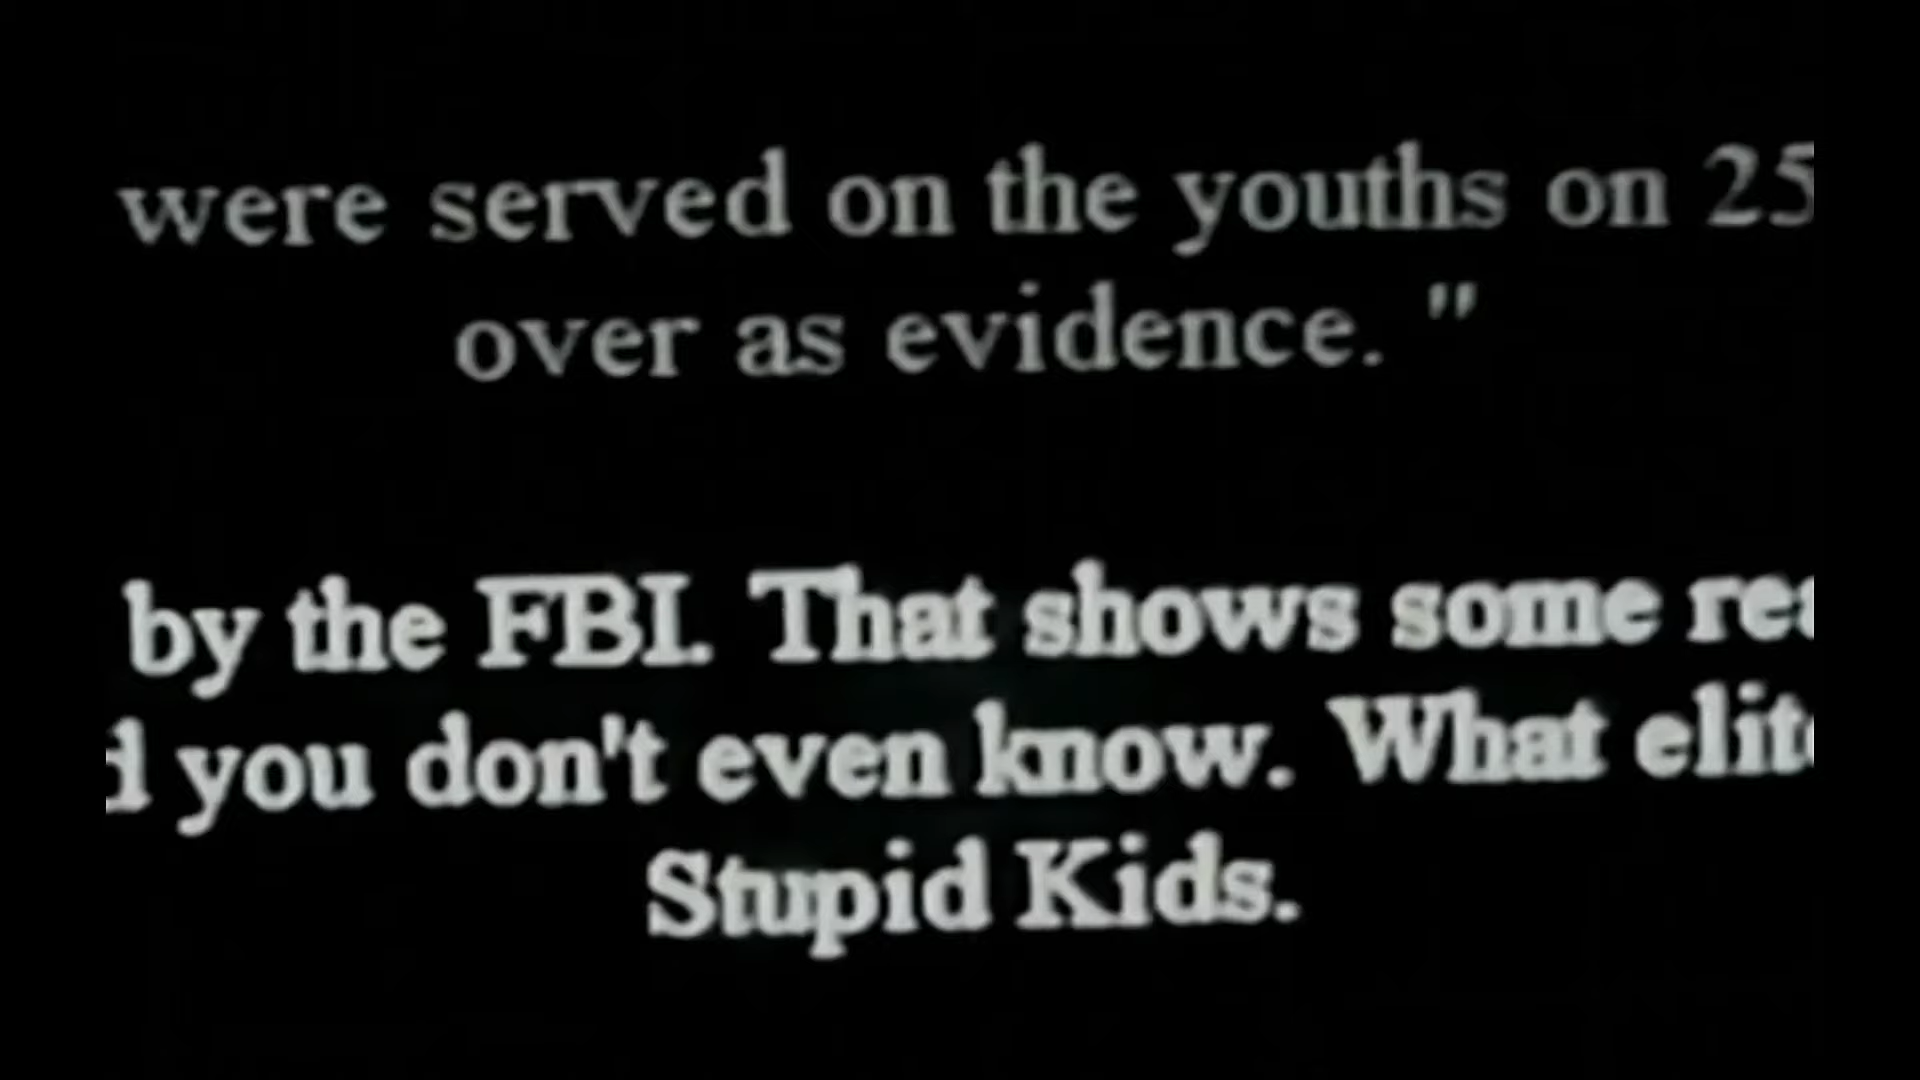 were served on the youths on 25
over as evidence. "
by the FBI. That shows some
you don't even know. What
Stupid Kids.